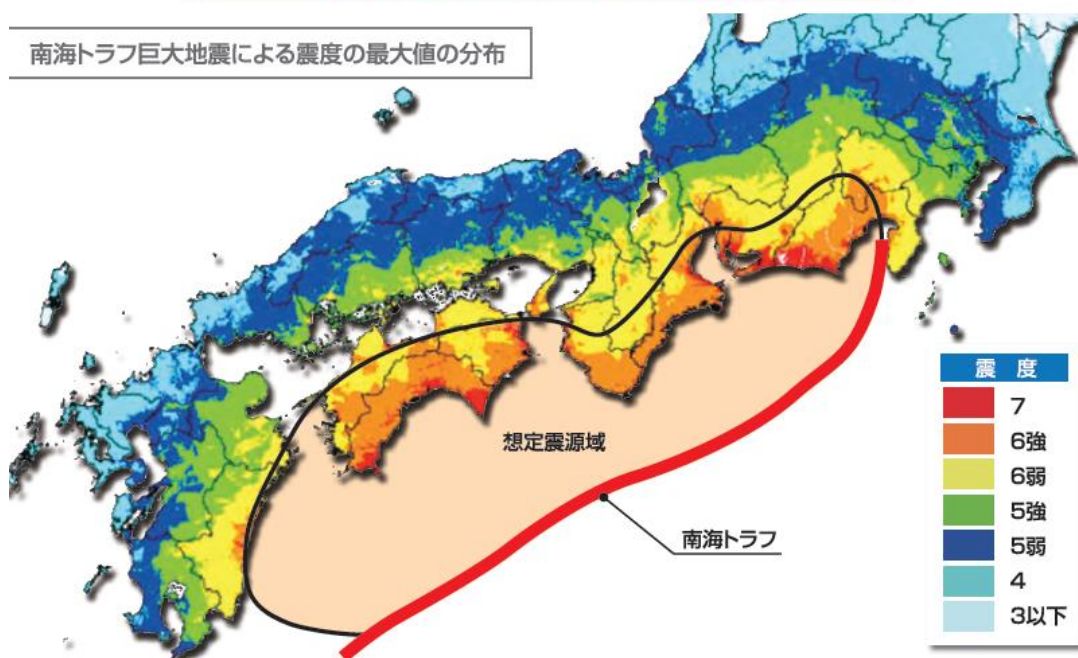 南海トラフ巨大地震による震度の最大値の分布
想定震源域
南海トラフ
震 度
7
6強
6弱
5強
5弱
4
3以下